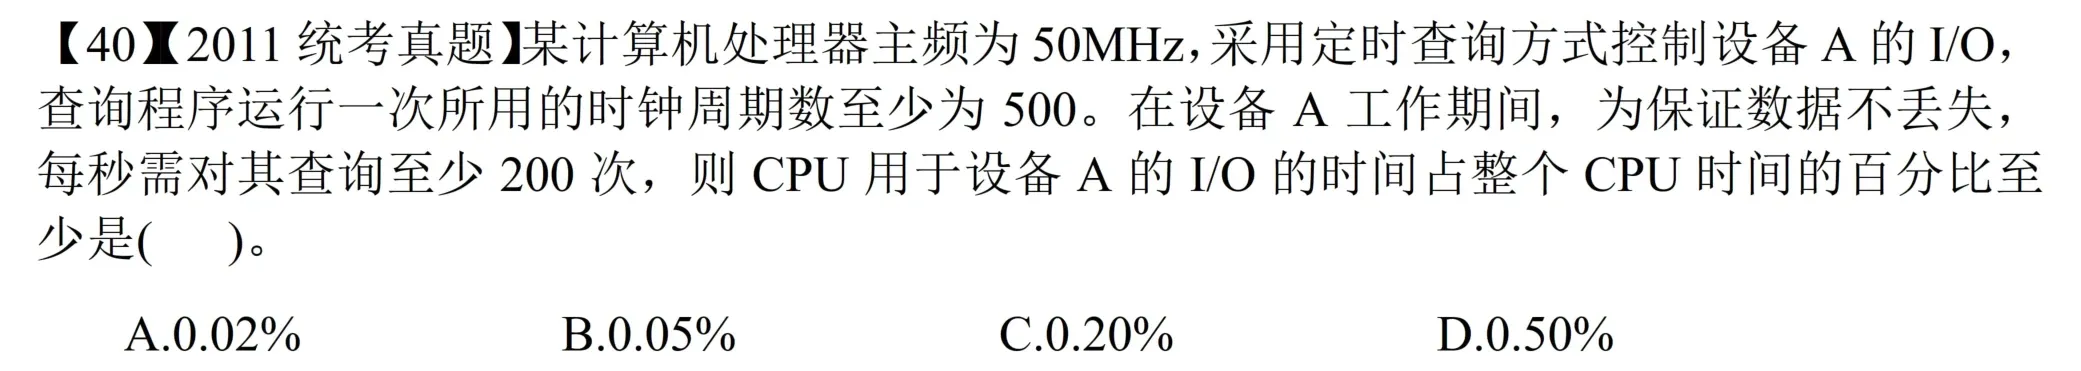 【40】【2011 统考真题】某计算机处理器主频为 50MHz,采用定时查询方式控制设备 A 的 I/O，
查询程序运行一次所用的时钟周期数至少为 500。在设备 A 工作期间，为保证数据不丢失，
每秒需对其查询至少 200 次，则 CPU 用于设备 A 的 I/O 的时间占整个 CPU 时间的百分比至
少是(    )。
A.0.02% B.0.05% C.0.20% D.0.50%